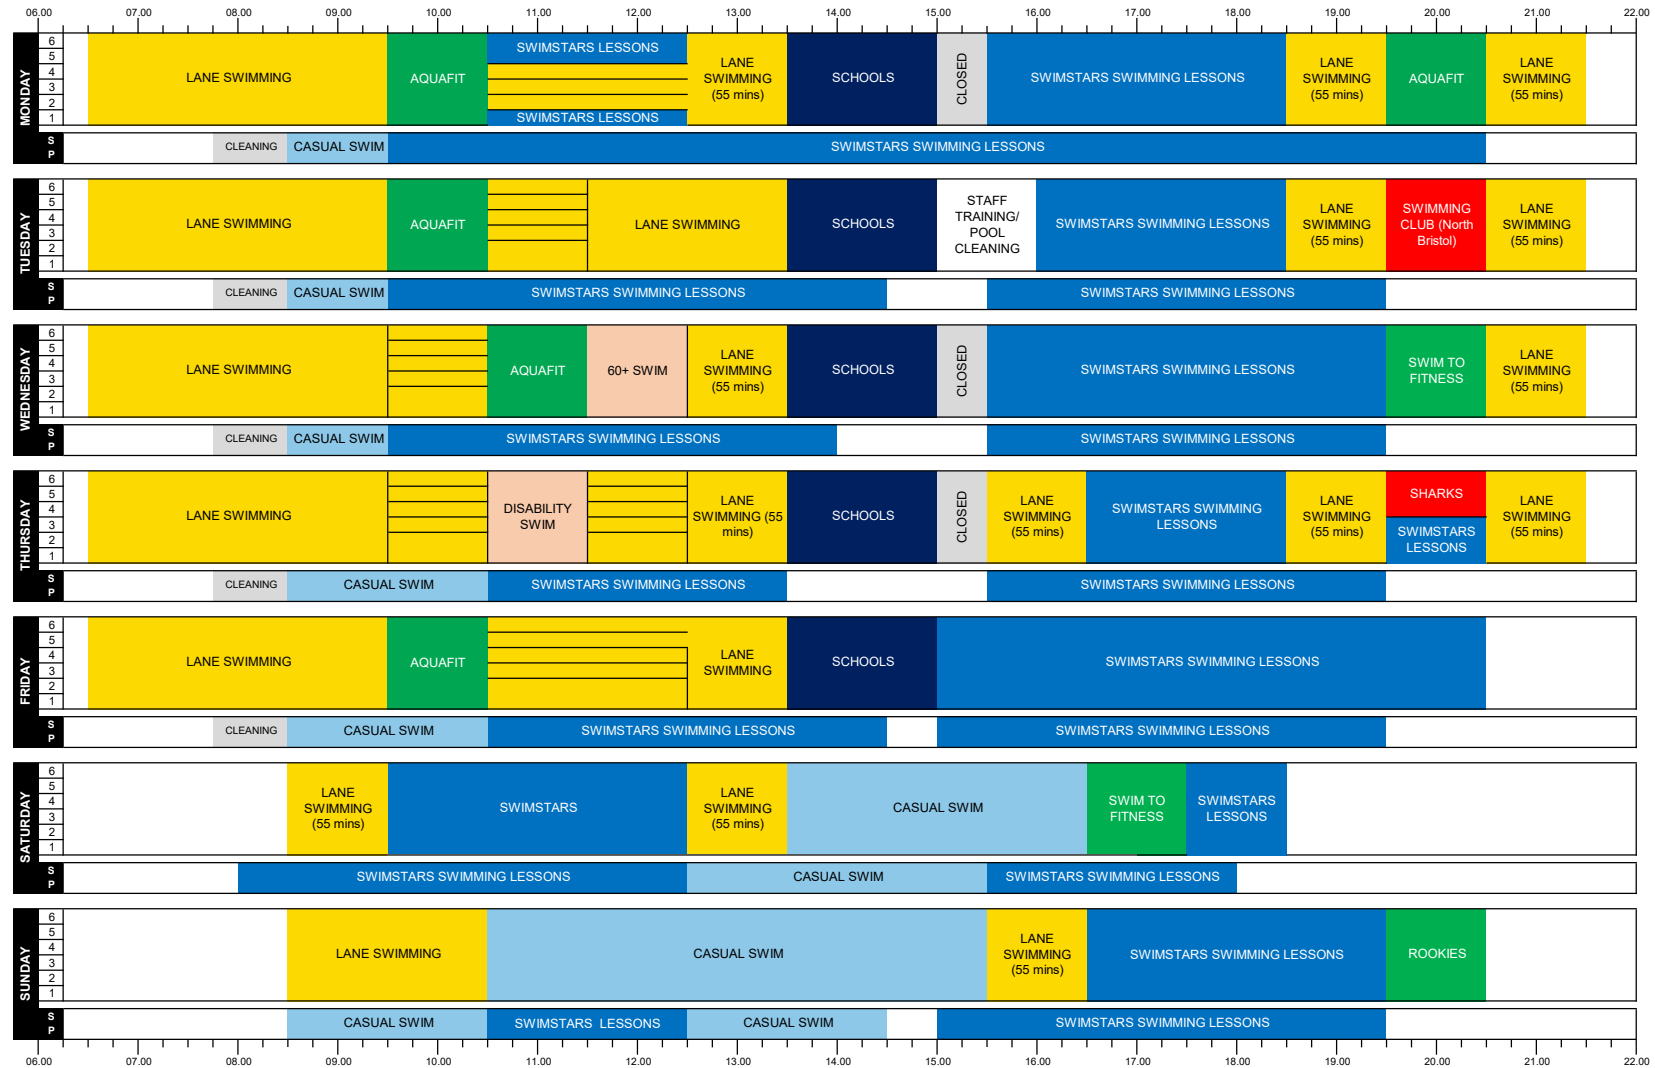 06.00 07.00 08.00 09.00 10.00 11.00 12.00 13.00 14.00 15.00 16.00 17.00 18.00 19.00 20.00 21.00 22.00
MONDAY
6
5
4
3
2
1
LANE SWIMMING
AQUAFIT
SWIMSTARS LESSONS
SWIMSTARS LESSONS
LANE
SWIMMING
(55 mins)
SCHOOLS
CLOSED
SWIMSTARS SWIMMING LESSONS
LANE
SWIMMING
(55 mins)
AQUAFIT
LANE
SWIMMING
(55 mins)
S
P
CLEANING
CASUAL SWIM
SWIMSTARS SWIMMING LESSONS
TUESDAY
6
5
4
3
2
1
LANE SWIMMING
AQUAFIT
LANE SWIMMING
SCHOOLS
STAFF
TRAINING/
POOL
CLEANING
SWIMSTARS SWIMMING LESSONS
LANE
SWIMMING
(55 mins)
SWIMMING
CLUB (North
Bristol)
LANE
SWIMMING
(55 mins)
S
P
CLEANING
CASUAL SWIM
SWIMSTARS SWIMMING LESSONS
SWIMSTARS SWIMMING LESSONS
WEDNESDAY
6
5
4
3
2
1
LANE SWIMMING
AQUAFIT
60+ SWIM
LANE
SWIMMING
(55 mins)
SCHOOLS
CLOSED
SWIMSTARS SWIMMING LESSONS
SWIM TO
FITNESS
LANE
SWIMMING
(55 mins)
S
P
CLEANING
CASUAL SWIM
SWIMSTARS SWIMMING LESSONS
SWIMSTARS SWIMMING LESSONS
THURSDAY
6
5
4
3
2
1
LANE SWIMMING
DISABILITY
SWIM
LANE
SWIMMING (55
mins)
SCHOOLS
CLOSED
LANE
SWIMMING
(55 mins)
SWIMSTARS SWIMMING
LESSONS
LANE
SWIMMING
(55 mins)
SHARKS
SWIMSTARS
LESSONS
LANE
SWIMMING
(55 mins)
S
P
CLEANING
CASUAL SWIM
SWIMSTARS SWIMMING LESSONS
SWIMSTARS SWIMMING LESSONS
FRIDAY
6
5
4
3
2
1
LANE SWIMMING
AQUAFIT
LANE
SWIMMING
SCHOOLS
SWIMSTARS SWIMMING LESSONS
S
P
CLEANING
CASUAL SWIM
SWIMSTARS SWIMMING LESSONS
SWIMSTARS SWIMMING LESSONS
SATURDAY
6
5
4
3
2
1
LANE
SWIMMING
(55 mins)
SWIMSTARS
LANE
SWIMMING
(55 mins)
CASUAL SWIM
SWIM TO
FITNESS
SWIMSTARS
LESSONS
S
P
SWIMSTARS SWIMMING LESSONS
CASUAL SWIM
SWIMSTARS SWIMMING LESSONS
SUNDAY
6
5
4
3
2
1
LANE SWIMMING
CASUAL SWIM
LANE
SWIMMING
(55 mins)
SWIMSTARS SWIMMING LESSONS
ROOKIES
S
P
CASUAL SWIM
SWIMSTARS LESSONS
CASUAL SWIM
SWIMSTARS SWIMMING LESSONS
06.00 07.00 08.00 09.00 10.00 11.00 12.00 13.00 14.00 15.00 16.00 17.00 18.00 19.00 20.00 21.00 22.00